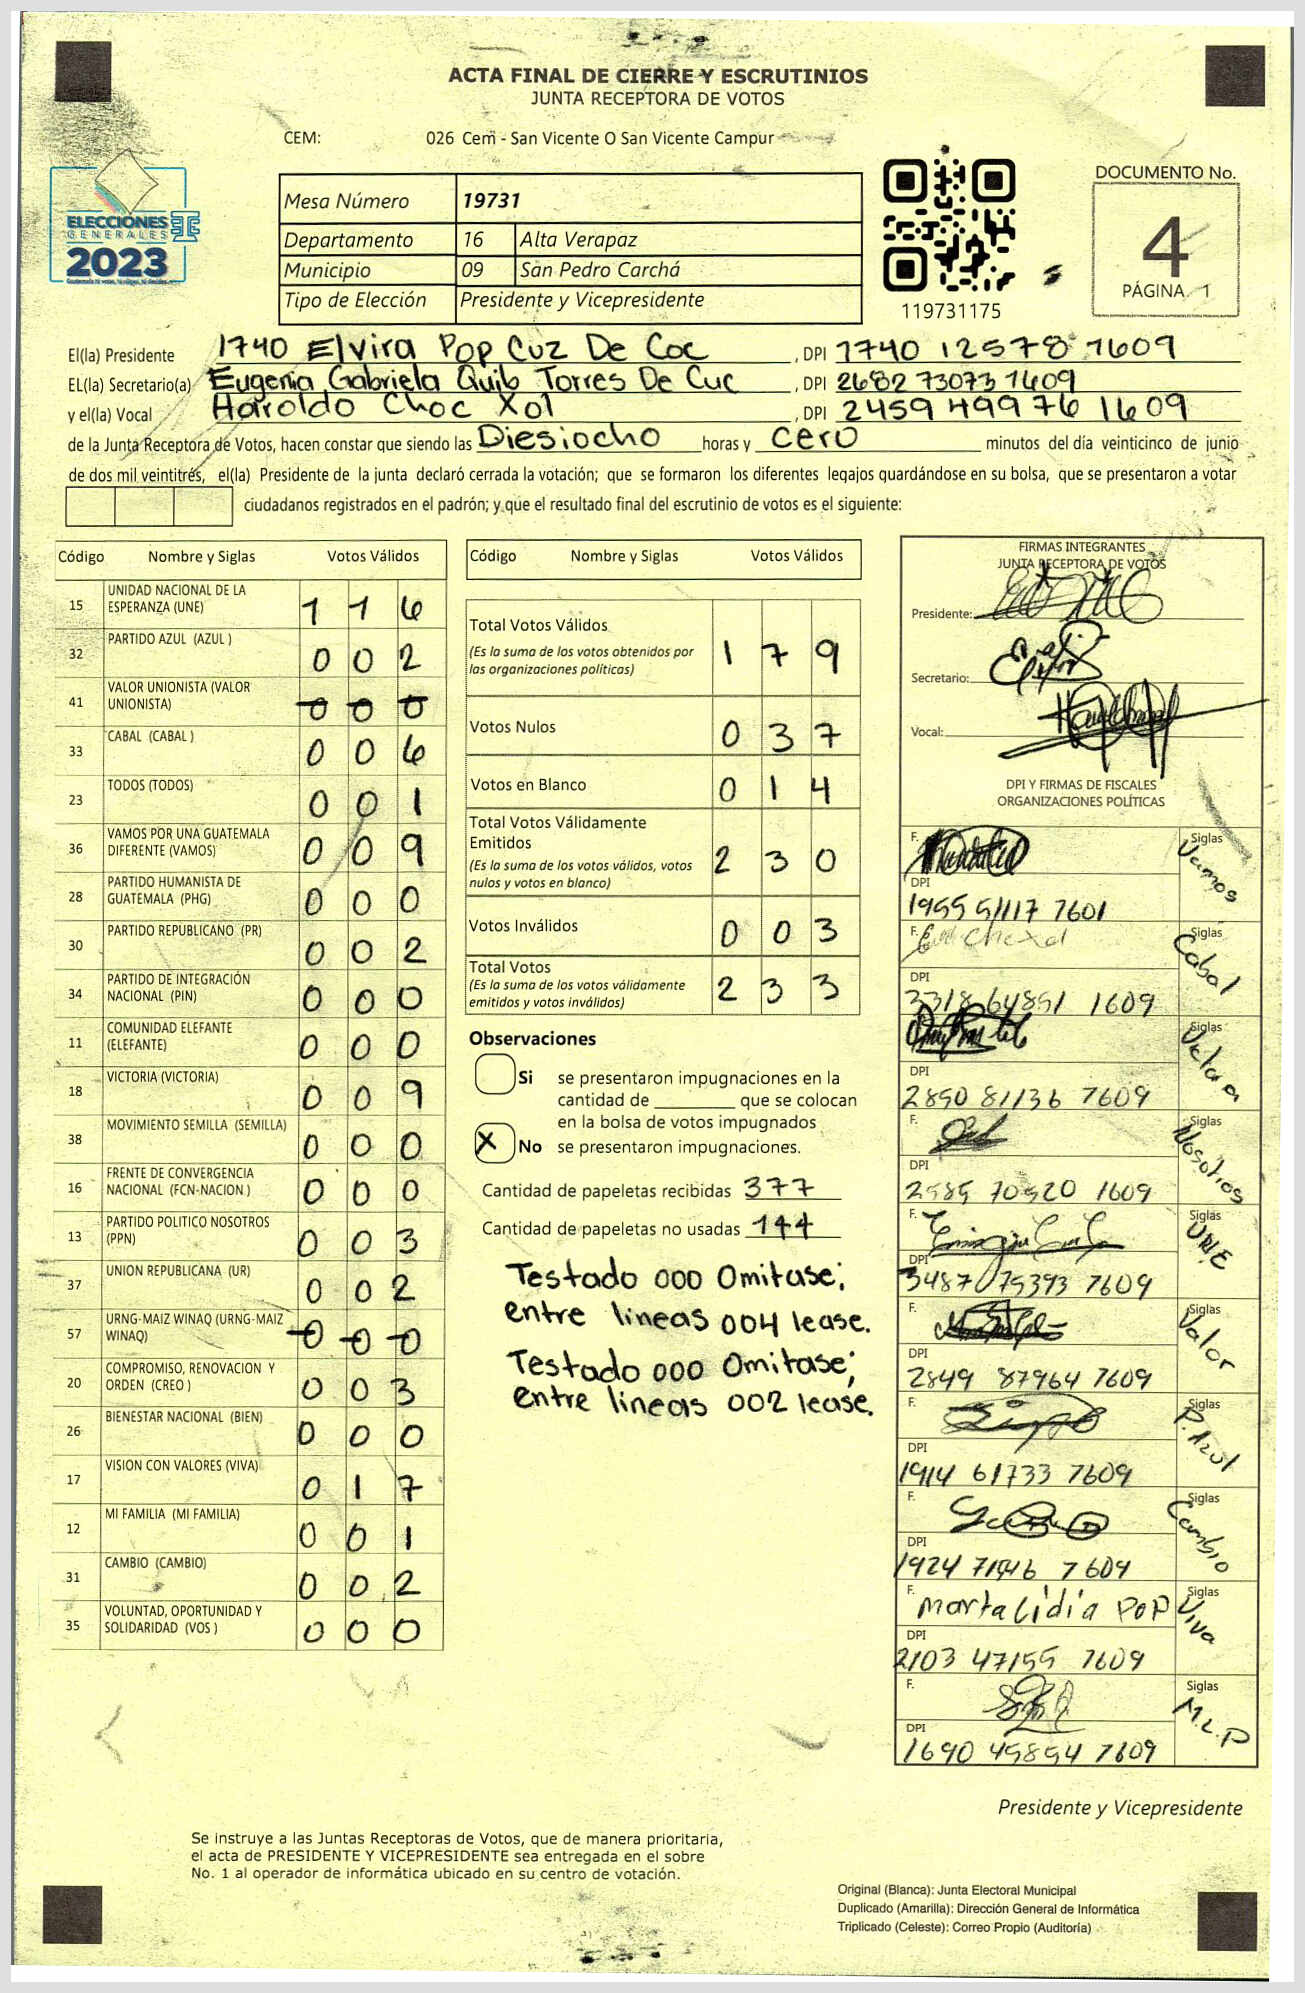 ACTA FINAL DE CIERRE Y ESCRUTINIOS
JUNTA RECEPTORA DE VOTOS
CEM: 026 Cem - San Vicente O San Vicente Campur
ELECCIONES
GENERALES
2023
Mesa Número 19731
Departamento 16 Alta Verapaz
Municipio 09 San Pedro Carchá
Tipo de Elección Presidente y Vicepresidente
119731175
DOCUMENTO No.
4
PÁGINA 1
El(la) Presidente 1740 Elvira Pop Cuz De Coc , DPI 1740 12578 1609
EL(la) Secretario(a) Eugenia Gabriela Quib Torres De Cuc , DPI 2682 73073 1609
y el(la) Vocal Haroldo Choc Xol , DPI 2459 49976 1609
de la Junta Receptora de Votos, hacen constar que siendo las Diesiocho horas y cero minutos del día veinticinco de junio
de dos mil veintitrés, el(la) Presidente de la junta declaró cerrada la votación; que se formaron los diferentes legajos quardándose en su bolsa, que se presentaron a votar
ciudadanos registrados en el padrón; y que el resultado final del escrutinio de votos es el siguiente:
Código Nombre y Siglas Votos Válidos
15 UNIDAD NACIONAL DE LA ESPERANZA (UNE) 1 1 6
32 PARTIDO AZUL (AZUL ) 0 0 2
41 VALOR UNIONISTA (VALOR UNIONISTA) 0 0 0
33 CABAL (CABAL ) 0 0 6
23 TODOS (TODOS) 0 0 1
36 VAMOS POR UNA GUATEMALA DIFERENTE (VAMOS) 0 0 9
28 PARTIDO HUMANISTA DE GUATEMALA (PHG) 0 0 0
30 PARTIDO REPUBLICANO (PR) 0 0 2
34 PARTIDO DE INTEGRACIÓN NACIONAL (PIN) 0 0 0
11 COMUNIDAD ELEFANTE (ELEFANTE) 0 0 0
18 VICTORIA (VICTORIA) 0 0 9
38 MOVIMIENTO SEMILLA (SEMILLA) 0 0 0
16 FRENTE DE CONVERGENCIA NACIONAL (FCN-NACION ) 0 0 0
13 PARTIDO POLITICO NOSOTROS (PPN) 0 0 3
37 UNION REPUBLICANA (UR) 0 0 2
57 URNG-MAIZ WINAQ (URNG-MAIZ WINAQ) 0 0 0
20 COMPROMISO, RENOVACION Y ORDEN (CREO ) 0 0 3
26 BIENESTAR NACIONAL (BIEN) 0 0 0
17 VISION CON VALORES (VIVA) 0 1 7
12 MI FAMILIA (MI FAMILIA) 0 0 1
31 CAMBIO (CAMBIO) 0 0 2
35 VOLUNTAD, OPORTUNIDAD Y SOLIDARIDAD (VOS ) 0 0 0
Código Nombre y Siglas Votos Válidos
Total Votos Válidos 1 7 9
(Es la suma de los votos obtenidos por
las organizaciones políticas)
Votos Nulos 0 3 7
Votos en Blanco 0 1 4
Total Votos Válidamente
Emitidos 2 3 0
(Es la suma de los votos válidos, votos
nulos y votos en blanco)
Votos Inválidos 0 0 3
Total Votos
(Es la suma de los votos válidamente
emitidos y votos inválidos) 2 3 3
Observaciones
Si se presentaron impugnaciones en la
cantidad de ________ que se colocan
en la bolsa de votos impugnados
X No se presentaron impugnaciones.
Cantidad de papeletas recibidas 377
Cantidad de papeletas no usadas 144
Testado 000 Omitase;
entre lineas 004 lease.
Testado 000 Omitase;
entre lineas 002 lease.
FIRMAS INTEGRANTES
JUNTA RECEPTORA DE VOTOS
Presidente:
Secretario:
Vocal:
DPI Y FIRMAS DE FISCALES
ORGANIZACIONES POLÍTICAS
F. Siglas Vamos
DPI
1955 51117 1601
F. Siglas Cabal
DPI
3318 64851 1609
F. Siglas Victoria
DPI
2890 81136 1609
F. Siglas Nosotros
DPI
2585 70520 1609
F. Siglas UNE
DPI
3487 75393 1609
F. Siglas Valor
DPI
2849 87964 1609
F. Siglas P. Azul
DPI
1914 61733 1609
F. Siglas Cambio
DPI
1924 1609
F. Marta lidia Pop Siglas Viva
DPI
2103 47155 1609
F. Siglas M.L.P
DPI
1690 45854 1609
Presidente y Vicepresidente
Se instruye a las Juntas Receptoras de Votos, que de manera prioritaria,
el acta de PRESIDENTE Y VICEPRESIDENTE sea entregada en el sobre
No. 1 al operador de informática ubicado en su centro de votación.
Original (Blanca): Junta Electoral Municipal
Duplicado (Amarilla): Dirección General de Informática
Triplicado (Celeste): Correo Propio (Auditoría)